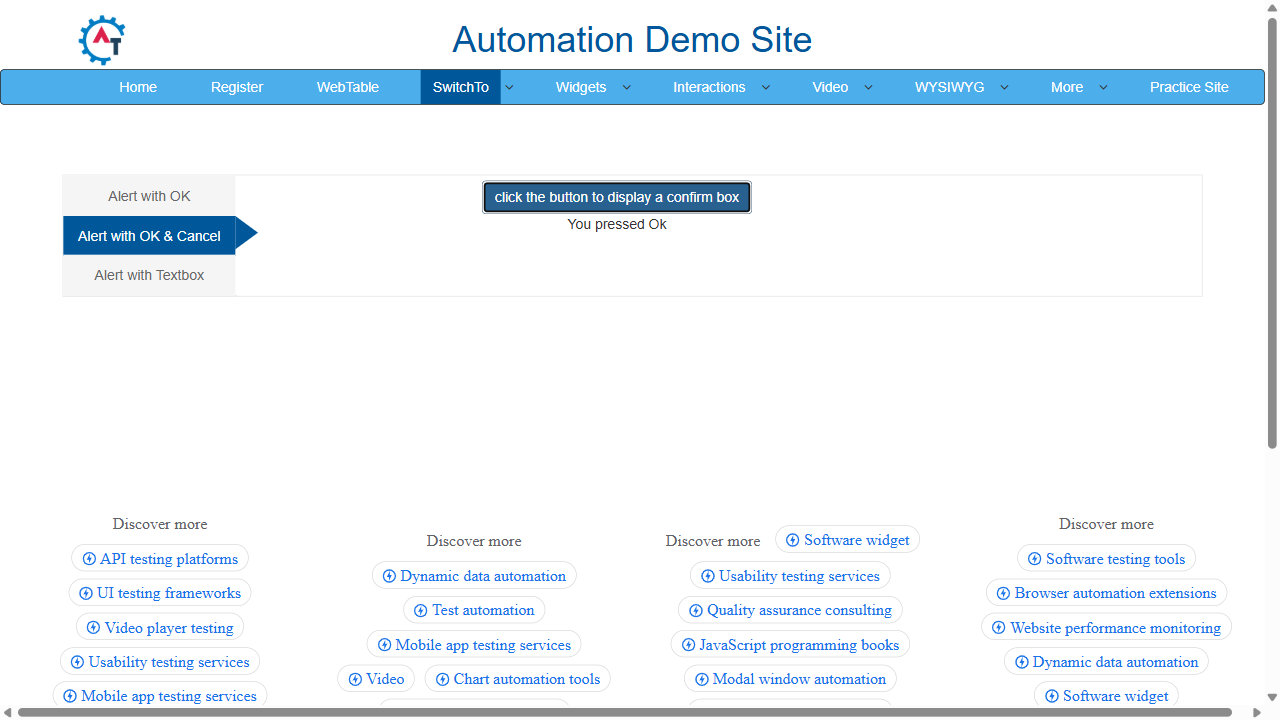 AT
Automation Demo Site
Home Register WebTable SwitchTo Widgets Interactions Video WYSIWYG More Practice Site
Alert with OK
Alert with OK & Cancel
Alert with Textbox
click the button to display a confirm box
You pressed Ok
Discover more
API testing platforms
UI testing frameworks
Video player testing
Usability testing services
Mobile app testing services
Discover more
Dynamic data automation
Test automation
Mobile app testing services
Video Chart automation tools
Discover more Software widget
Usability testing services
Quality assurance consulting
JavaScript programming books
Modal window automation
Discover more
Software testing tools
Browser automation extensions
Website performance monitoring
Dynamic data automation
Software widget